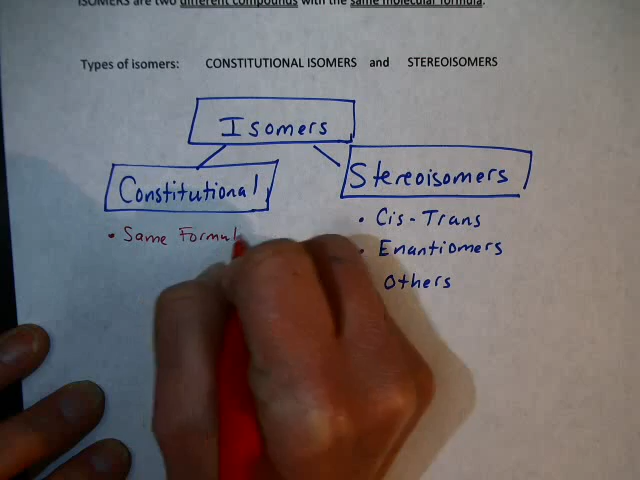 ISOMERS are two different compounds with the same molecular formula.
Types of isomers: CONSTITUTIONAL ISOMERS and STEREOISOMERS
Isomers
Constitutional
• Same Formul
Stereoisomers
• Cis-Trans
• Enantiomers
Others